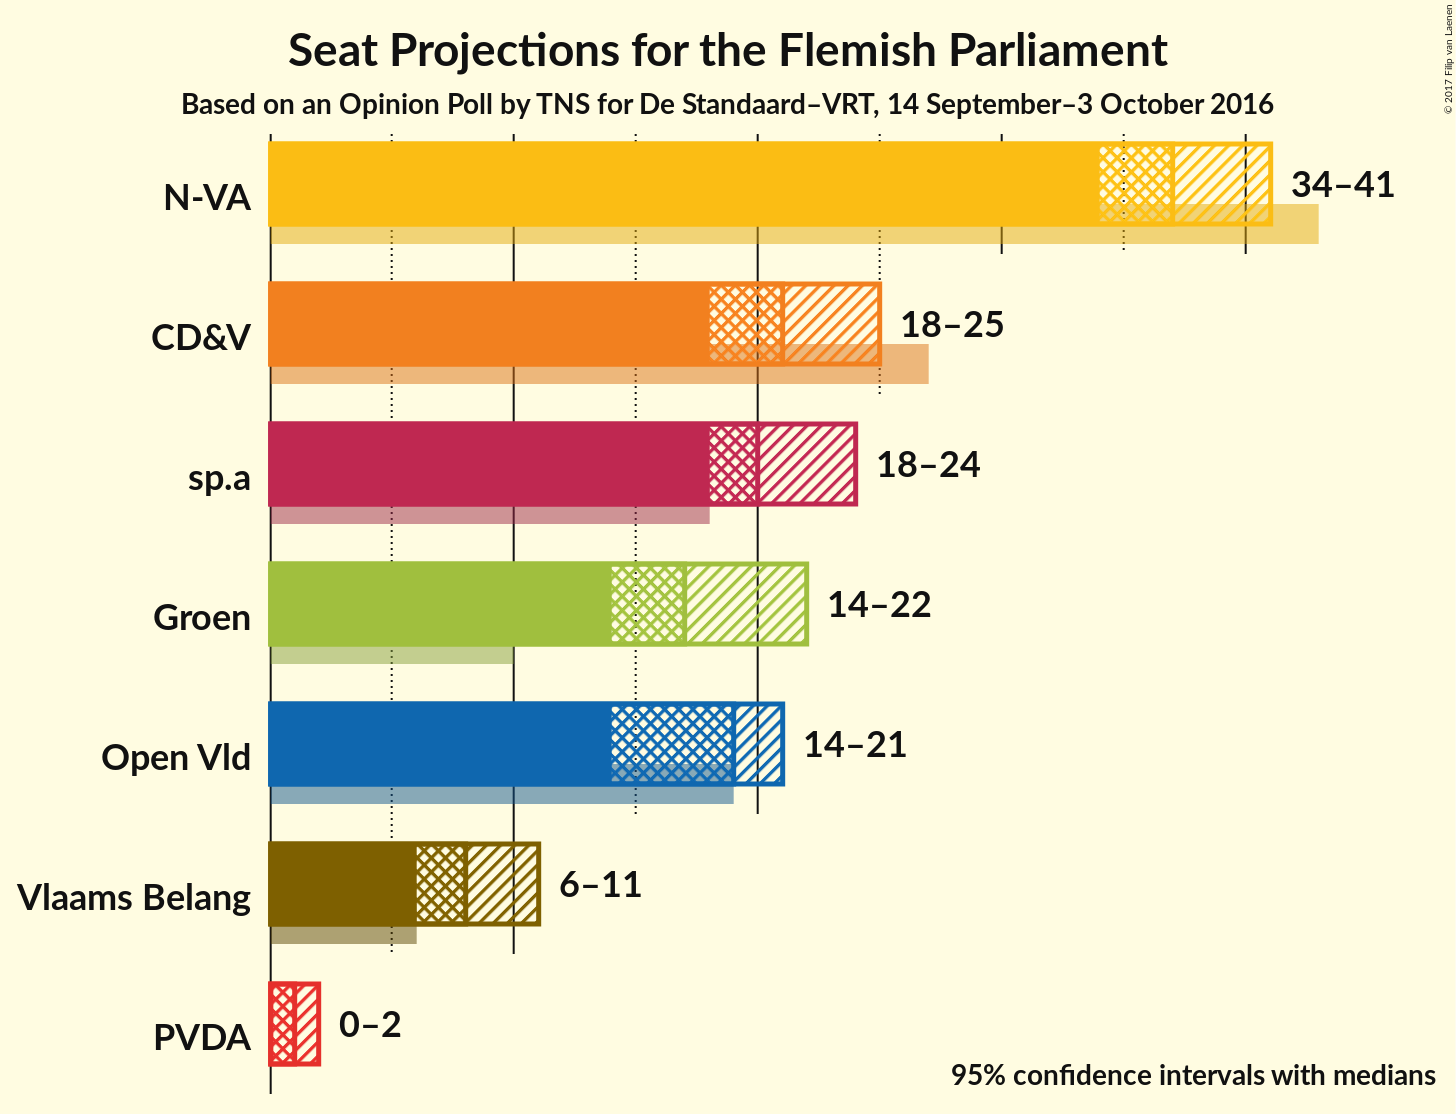 Seat Projections for the Flemish Parliament
Based on an Opinion Poll by TNS for De Standaard–VRT, 14 September–3 October 2016
© 2017 Filip van Laenen
N-VA 34–41
CD&V 18–25
sp.a 18–24
Groen 14–22
Open Vld 14–21
Vlaams Belang 6–11
PVDA 0–2
95% confidence intervals with medians